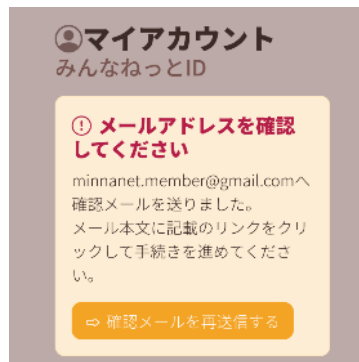 マイアカウント
みんなねっとID
メールアドレスを確認
してください
minnanet.member@gmail.comへ
確認メールを送りました。
メール本文に記載のリンクをクリ
ックして手続きを進めてくださ
い。
⇨ 確認メールを再送信する